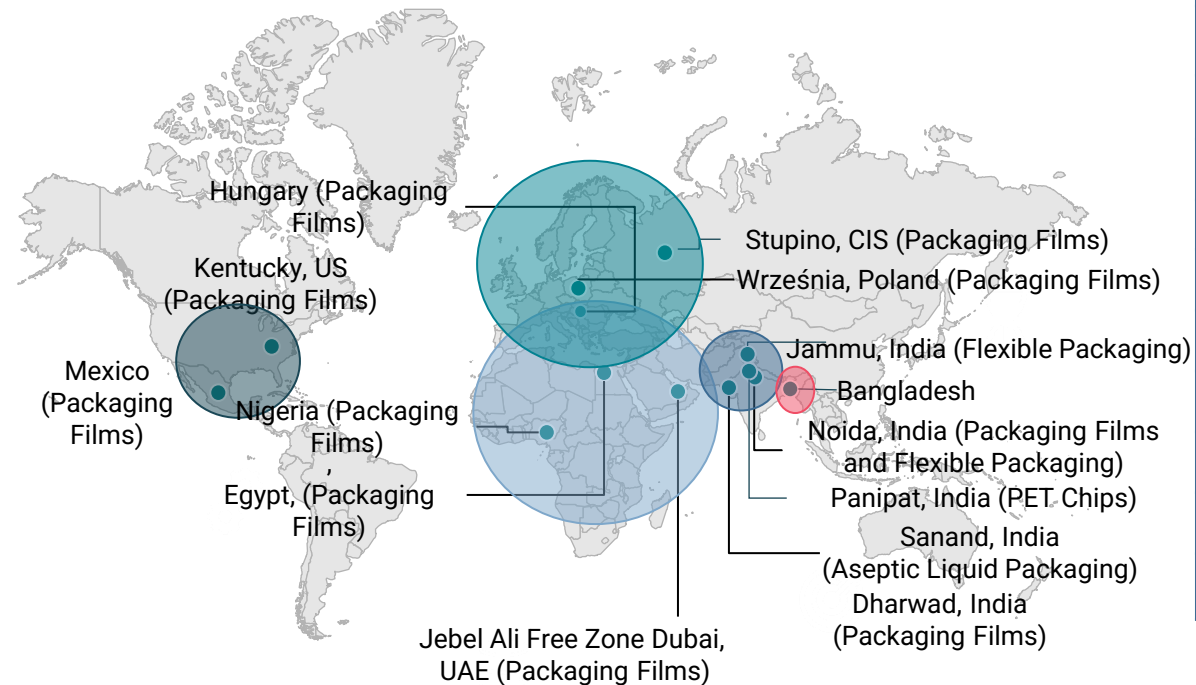 Hungary (Packaging
Films)
Kentucky, US
(Packaging Films)
Mexico
(Packaging
Films)
Nigeria (Packaging
Films)
,
Egypt, (Packaging
Films)
Jebel Ali Free Zone Dubai,
UAE (Packaging Films)
Stupino, CIS (Packaging Films)
Września, Poland (Packaging Films)
Jammu, India (Flexible Packaging)
Bangladesh
Noida, India (Packaging Films
and Flexible Packaging)
Panipat, India (PET Chips)
Sanand, India
(Aseptic Liquid Packaging)
Dharwad, India
(Packaging Films)